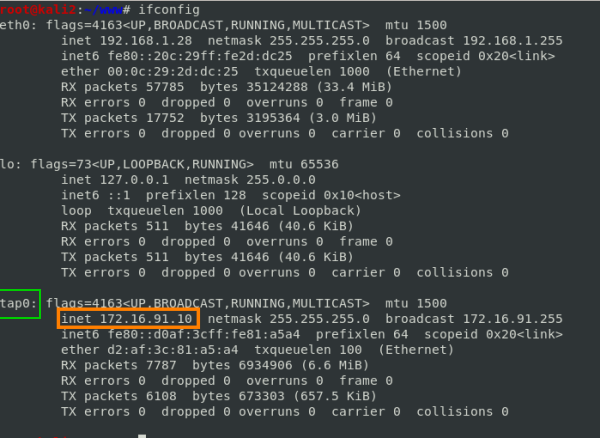 root@kali2:~/www# ifconfig
eth0: flags=4163<UP,BROADCAST,RUNNING,MULTICAST>  mtu 1500
        inet 192.168.1.28  netmask 255.255.255.0  broadcast 192.168.1.255
        inet6 fe80::20c:29ff:fe2d:dc25  prefixlen 64  scopeid 0x20<link>
        ether 00:0c:29:2d:dc:25  txqueuelen 1000  (Ethernet)
        RX packets 57785  bytes 35124288 (33.4 MiB)
        RX errors 0  dropped 0  overruns 0  frame 0
        TX packets 17752  bytes 3195364 (3.0 MiB)
        TX errors 0  dropped 0 overruns 0  carrier 0  collisions 0
lo: flags=73<UP,LOOPBACK,RUNNING>  mtu 65536
        inet 127.0.0.1  netmask 255.0.0.0
        inet6 ::1  prefixlen 128  scopeid 0x10<host>
        loop  txqueuelen 1000  (Local Loopback)
        RX packets 511  bytes 41646 (40.6 KiB)
        RX errors 0  dropped 0  overruns 0  frame 0
        TX packets 511  bytes 41646 (40.6 KiB)
        TX errors 0  dropped 0 overruns 0  carrier 0  collisions 0
tap0: flags=4163<UP,BROADCAST,RUNNING,MULTICAST>  mtu 1500
        inet 172.16.91.10  netmask 255.255.255.0  broadcast 172.16.91.255
        inet6 fe80::d0af:3cff:fe81:a5a4  prefixlen 64  scopeid 0x20<link>
        ether d2:af:3c:81:a5:a4  txqueuelen 100  (Ethernet)
        RX packets 7787  bytes 6934906 (6.6 MiB)
        RX errors 0  dropped 0  overruns 0  frame 0
        TX packets 6108  bytes 673303 (657.5 KiB)
        TX errors 0  dropped 0 overruns 0  carrier 0  collisions 0